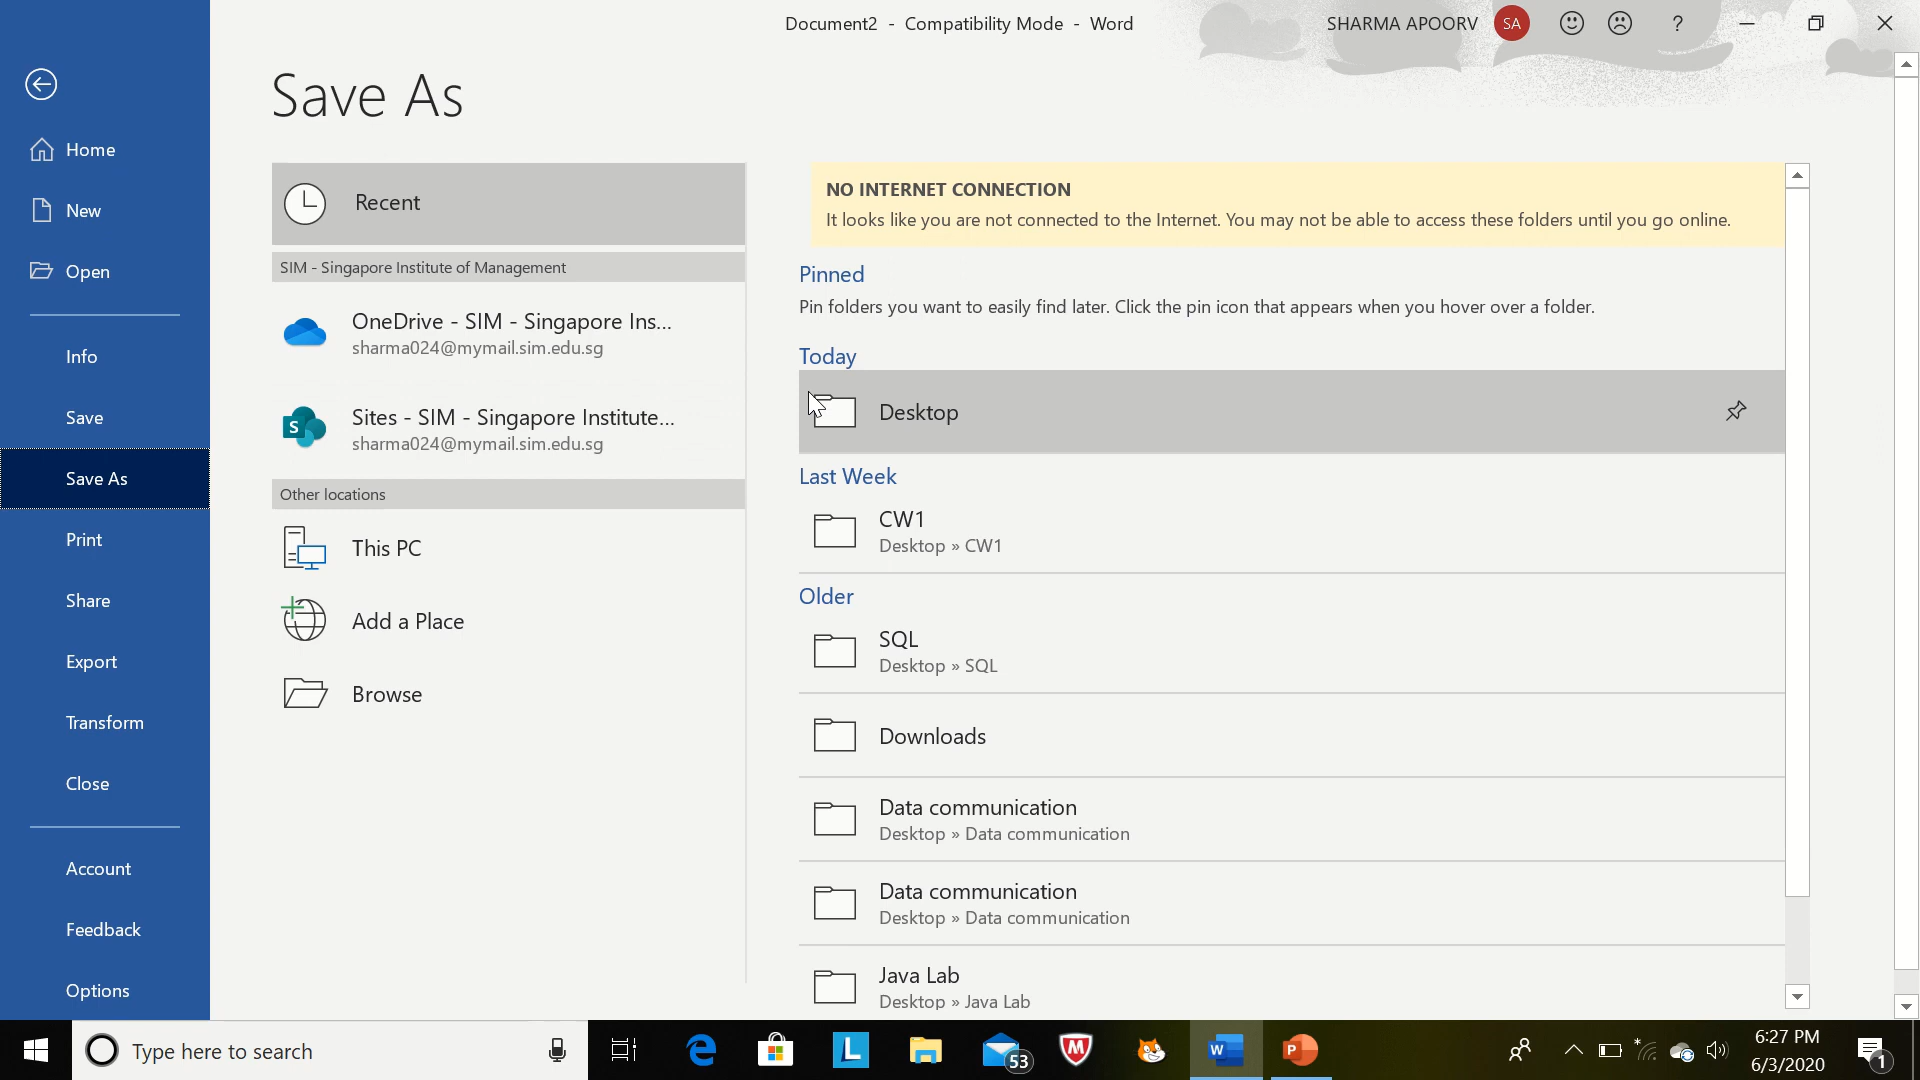 Document2 - Compatibility Mode - Word
SHARMA APOORV
SA
?
Save As
Home
New
Open
Info
Save
Save As
Print
Share
Export
Transform
Close
Account
Feedback
Options
Recent
SIM - Singapore Institute of Management
OneDrive - SIM - Singapore Ins...
sharma024@mymail.sim.edu.sg
S
Sites - SIM - Singapore Institute...
sharma024@mymail.sim.edu.sg
Other locations
This PC
Add a Place
Browse
NO INTERNET CONNECTION
It looks like you are not connected to the Internet. You may not be able to access these folders until you go online.
Pinned
Pin folders you want to easily find later. Click the pin icon that appears when you hover over a folder.
Today
Desktop
Last Week
CW1
Desktop » CW1
Older
SQL
Desktop » SQL
Downloads
Data communication
Desktop » Data communication
Data communication
Desktop » Data communication
Java Lab
Desktop » Java Lab
Type here to search
L
53
W
P
6:27 PM
6/3/2020
1